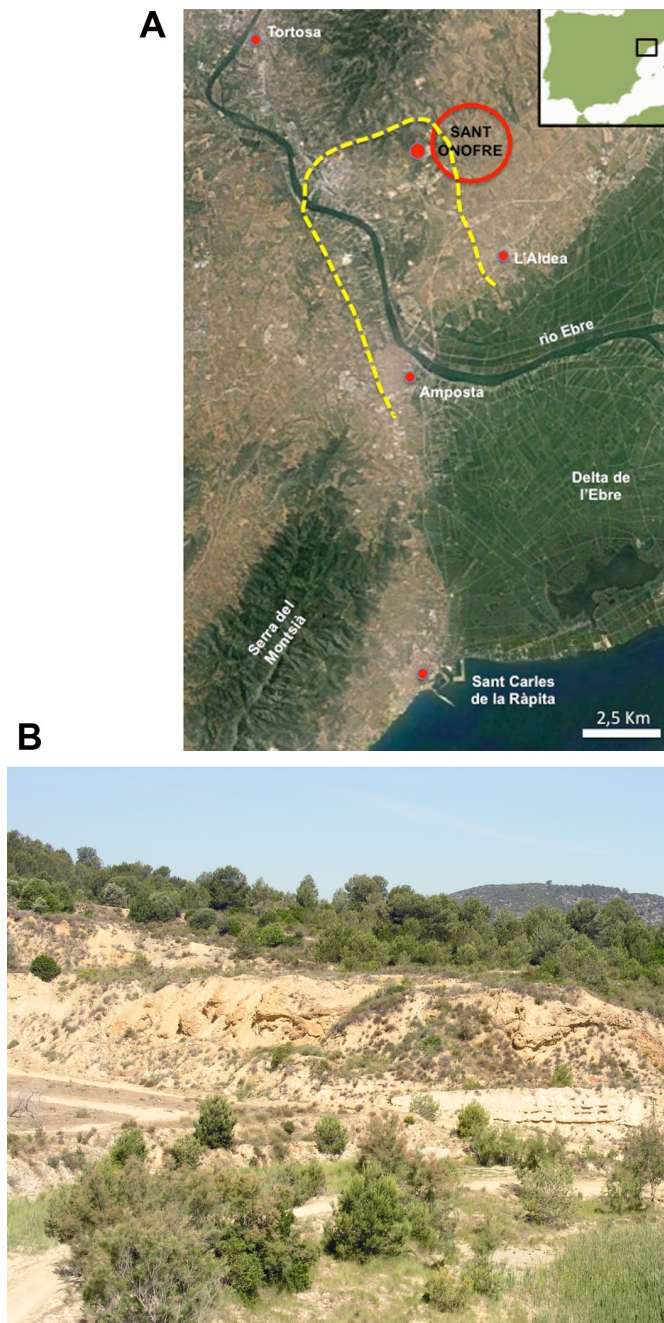 A
Tortosa
SANT
ONOFRE
L'Aldea
rio Ebre
Amposta
Delta de
l'Ebre
Serra del
Montsià
Sant Carles
de la Ràpita
2,5 Km
B